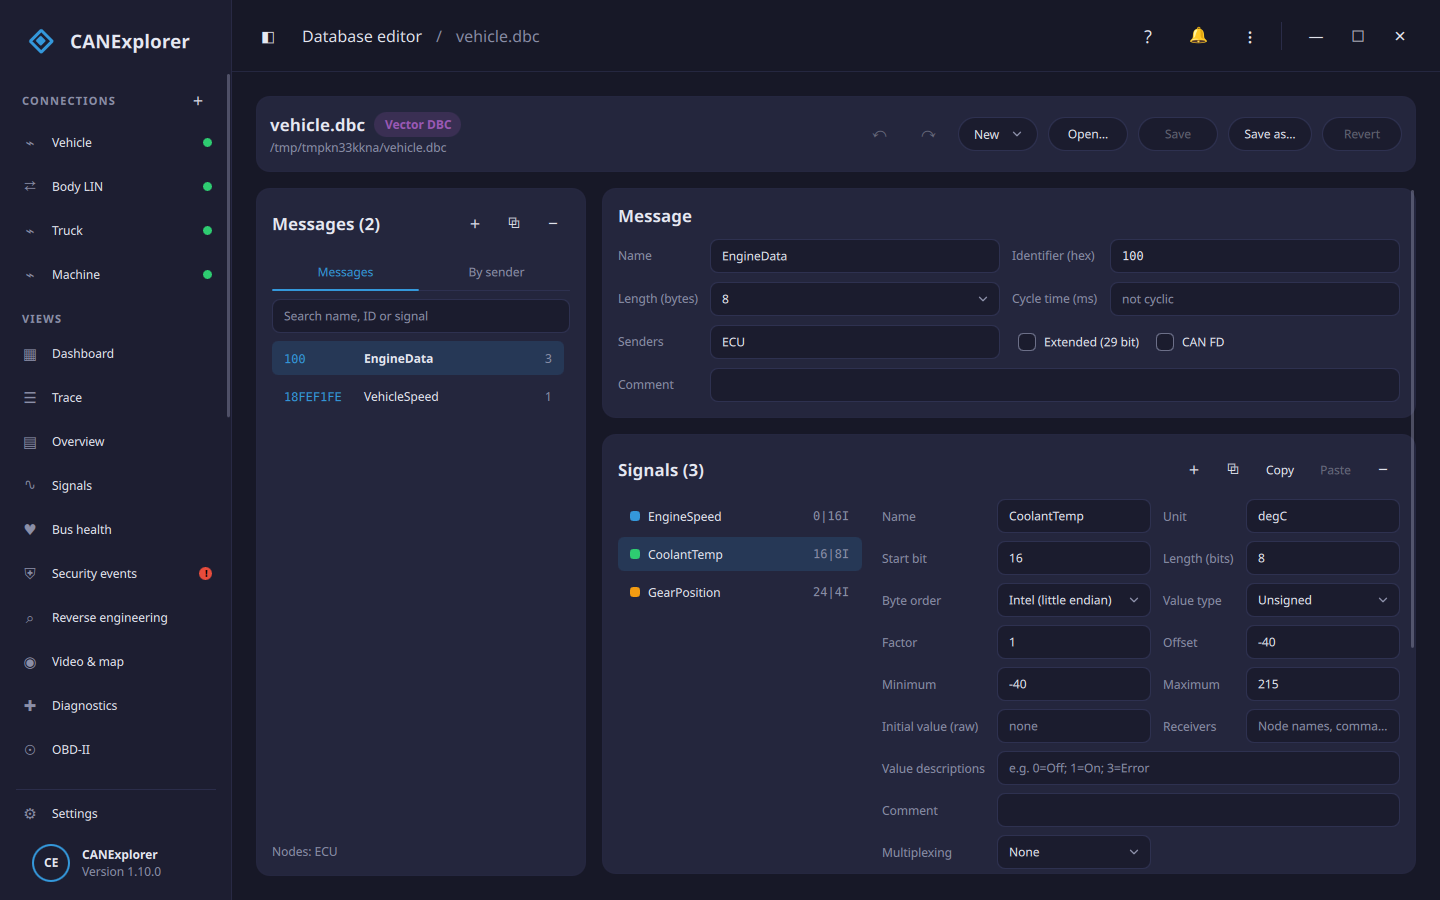 CANExplorer
CONNECTIONS +
Vehicle
Body LIN
Truck
Machine
VIEWS
Dashboard
Trace
Overview
Signals
Bus health
Security events !
Reverse engineering
Video & map
Diagnostics
OBD-II
Settings
CE CANExplorer
Version 1.10.0
Database editor / vehicle.dbc
?
vehicle.dbc Vector DBC
/tmp/tmpkn33kkna/vehicle.dbc
New Open... Save Save as... Revert
Messages (2) + −
Messages By sender
Search name, ID or signal
100 EngineData 3
18FEF1FE VehicleSpeed 1
Nodes: ECU
Message
Name EngineData Identifier (hex) 100
Length (bytes) 8 Cycle time (ms) not cyclic
Senders ECU Extended (29 bit) CAN FD
Comment
Signals (3) + Copy Paste −
EngineSpeed 0|16I
CoolantTemp 16|8I
GearPosition 24|4I
Name CoolantTemp Unit degC
Start bit 16 Length (bits) 8
Byte order Intel (little endian) Value type Unsigned
Factor 1 Offset -40
Minimum -40 Maximum 215
Initial value (raw) none Receivers Node names, comma...
Value descriptions e.g. 0=Off; 1=On; 3=Error
Comment
Multiplexing None